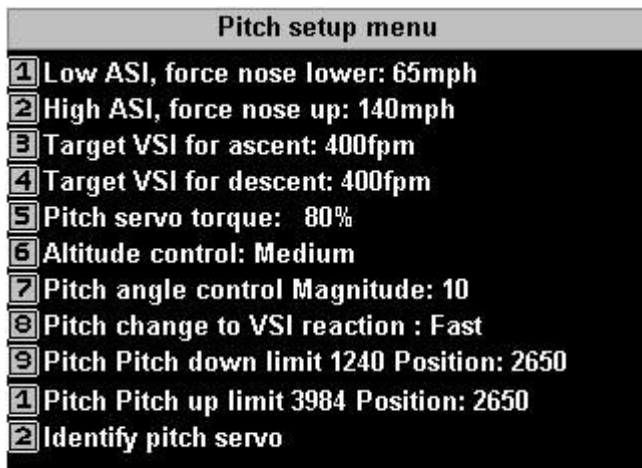 Pitch setup menu
1 Low ASI, force nose lower: 65mph
2 High ASI, force nose up: 140mph
3 Target VSI for ascent: 400fpm
4 Target VSI for descent: 400fpm
5 Pitch servo torque: 80%
6 Altitude control: Medium
7 Pitch angle control Magnitude: 10
8 Pitch change to VSI reaction : Fast
9 Pitch Pitch down limit 1240 Position: 2650
1 Pitch Pitch up limit 3984 Position: 2650
2 Identify pitch servo